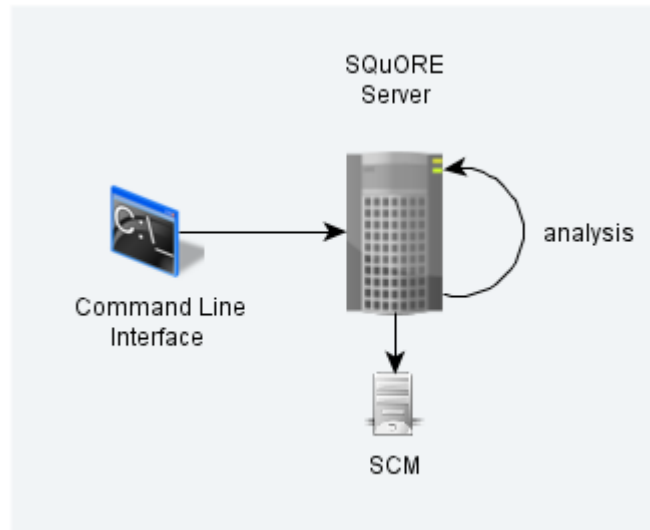 SQuORE
Server
C:\_
analysis
Command Line
Interface
SCM